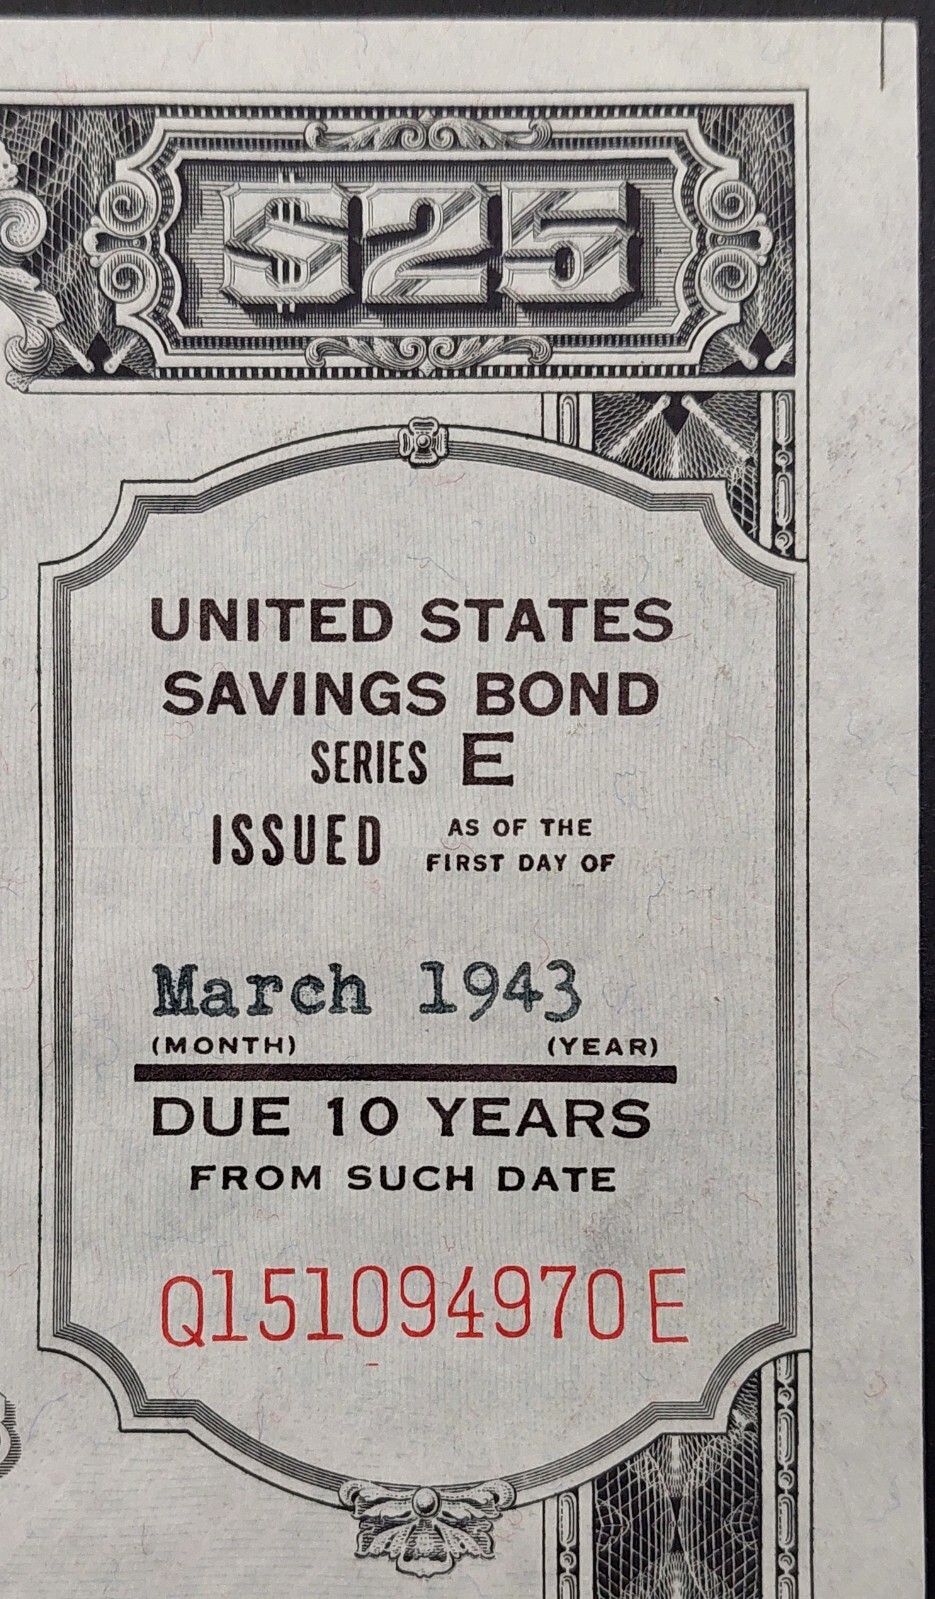 $25
UNITED STATES
SAVINGS BOND
SERIES E
ISSUED AS OF THE
FIRST DAY OF
March 1943
(MONTH) (YEAR)
DUE 10 YEARS
FROM SUCH DATE
Q151094970E